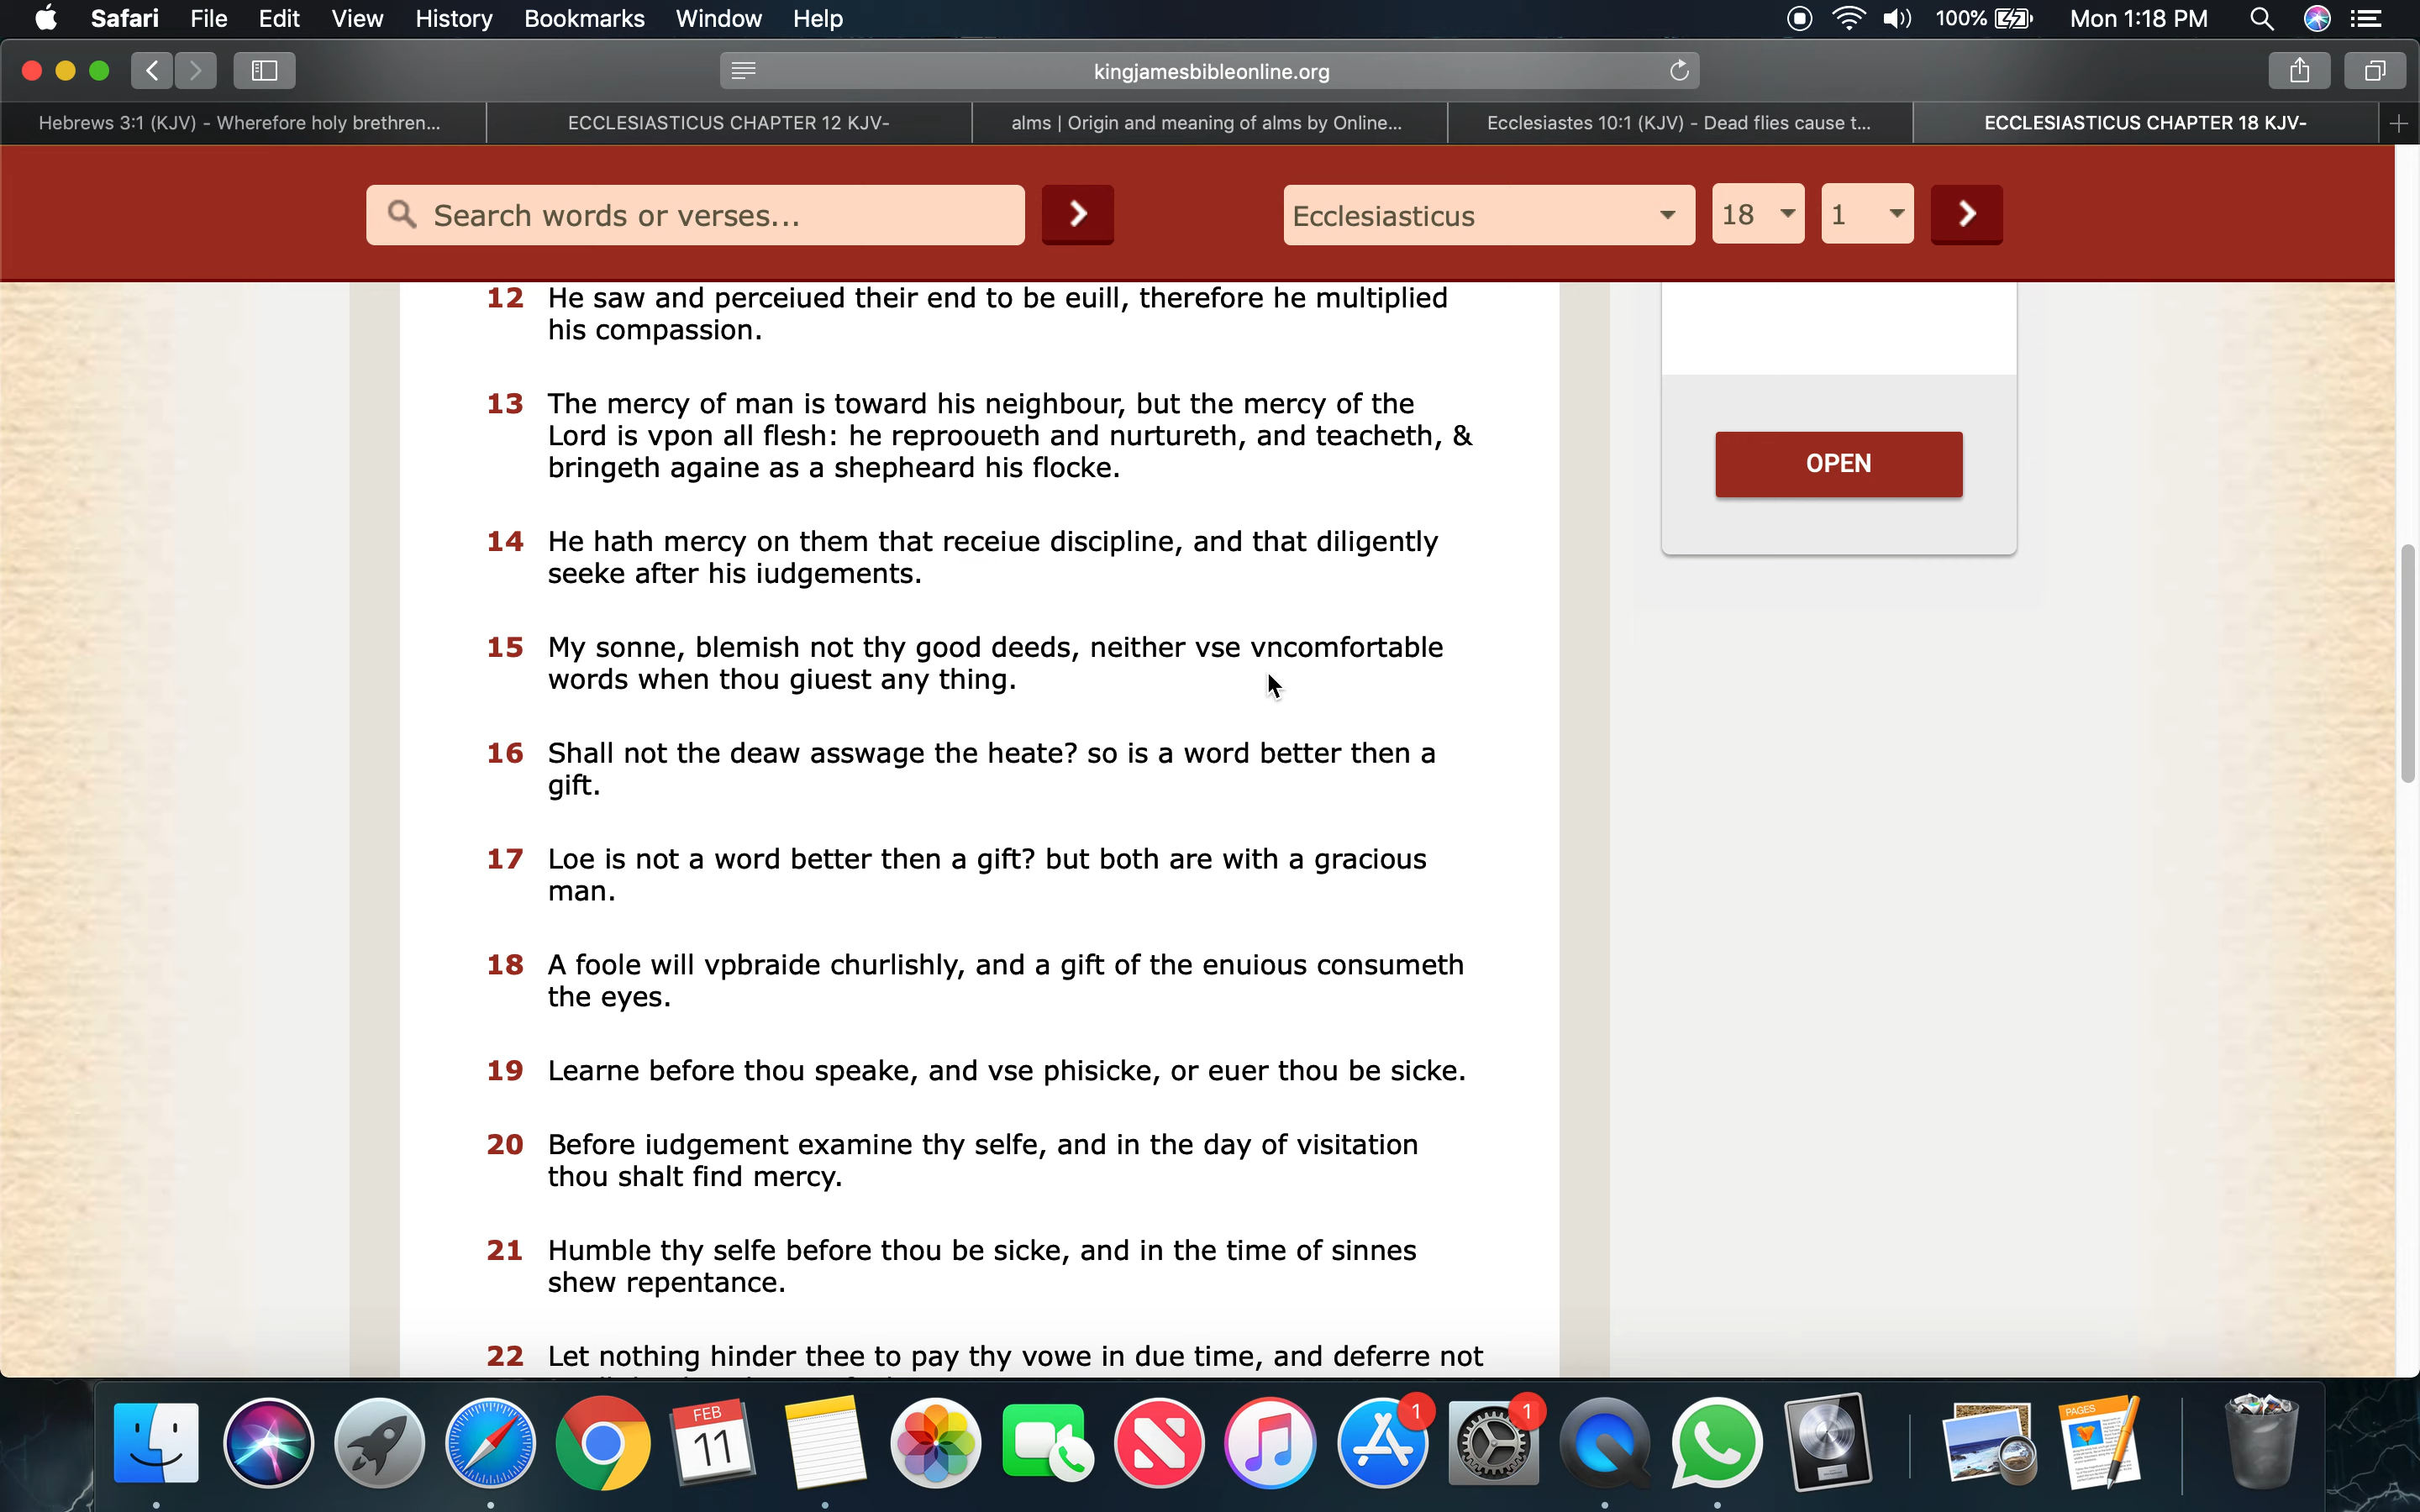 Safari File Edit View History Bookmarks Window Help 100% Mon 1:18 PM
kingjamesbibleonline.org
Hebrews 3:1 (KJV) - Wherefore holy brethren... ECCLESIASTICUS CHAPTER 12 KJV- alms | Origin and meaning of alms by Online... Ecclesiastes 10:1 (KJV) - Dead flies cause t... ECCLESIASTICUS CHAPTER 18 KJV-
Search words or verses... Ecclesiasticus 18 1
12 He saw and perceiued their end to be euill, therefore he multiplied
his compassion.
13 The mercy of man is toward his neighbour, but the mercy of the
Lord is vpon all flesh: he reprooueth and nurtureth, and teacheth, &
bringeth againe as a shepheard his flocke.
OPEN
14 He hath mercy on them that receiue discipline, and that diligently
seeke after his iudgements.
15 My sonne, blemish not thy good deeds, neither vse vncomfortable
words when thou giuest any thing.
16 Shall not the deaw asswage the heate? so is a word better then a
gift.
17 Loe is not a word better then a gift? but both are with a gracious
man.
18 A foole will vpbraide churlishly, and a gift of the enuious consumeth
the eyes.
19 Learne before thou speake, and vse phisicke, or euer thou be sicke.
20 Before iudgement examine thy selfe, and in the day of visitation
thou shalt find mercy.
21 Humble thy selfe before thou be sicke, and in the time of sinnes
shew repentance.
22 Let nothing hinder thee to pay thy vowe in due time, and deferre not
FEB
11
1
1
PAGES